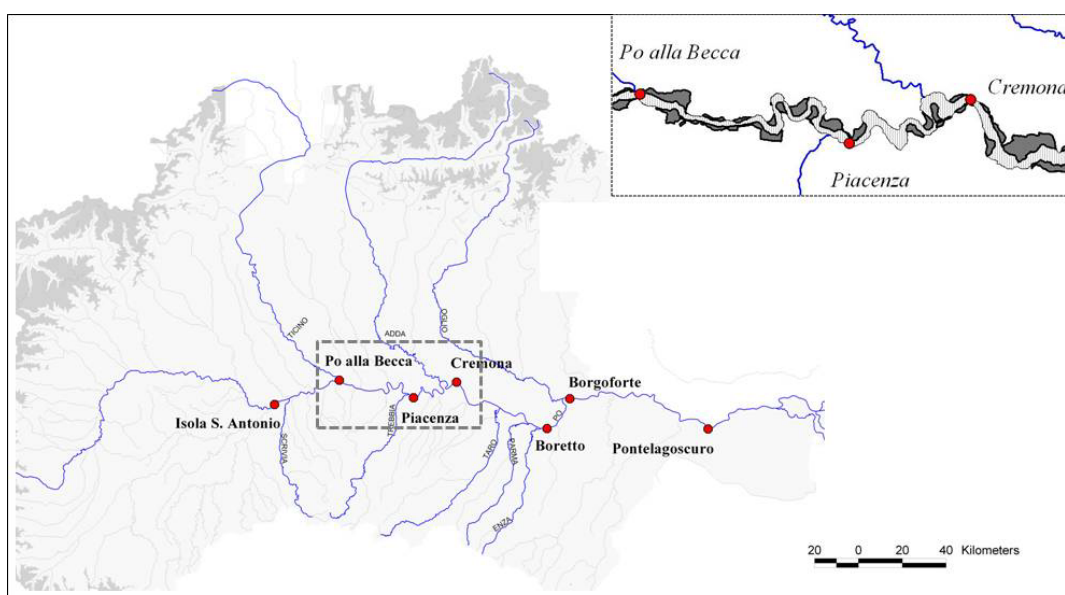 Po alla Becca
Cremona
Piacenza
TICINO
ADDA
OGLIO
Po alla Becca
Cremona
Borgoforte
Isola S. Antonio
SCRIVIA
TREBBIA
Piacenza
TARO
PARMA
ENZA
PO
Boretto
Pontelagoscuro
20 0 20 40 Kilometers